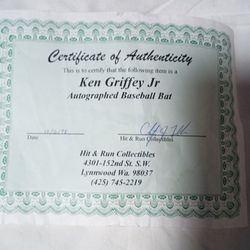 Certificate of Authenticity
This is to certify that the following item is a
Ken Griffey Jr
Autographed Baseball Bat
Date
Hit & Run Collectibles
Hit & Run Collectibles
4301-152nd St. S.W.
Lynnwood Wa. 98037
(425) 745-2219